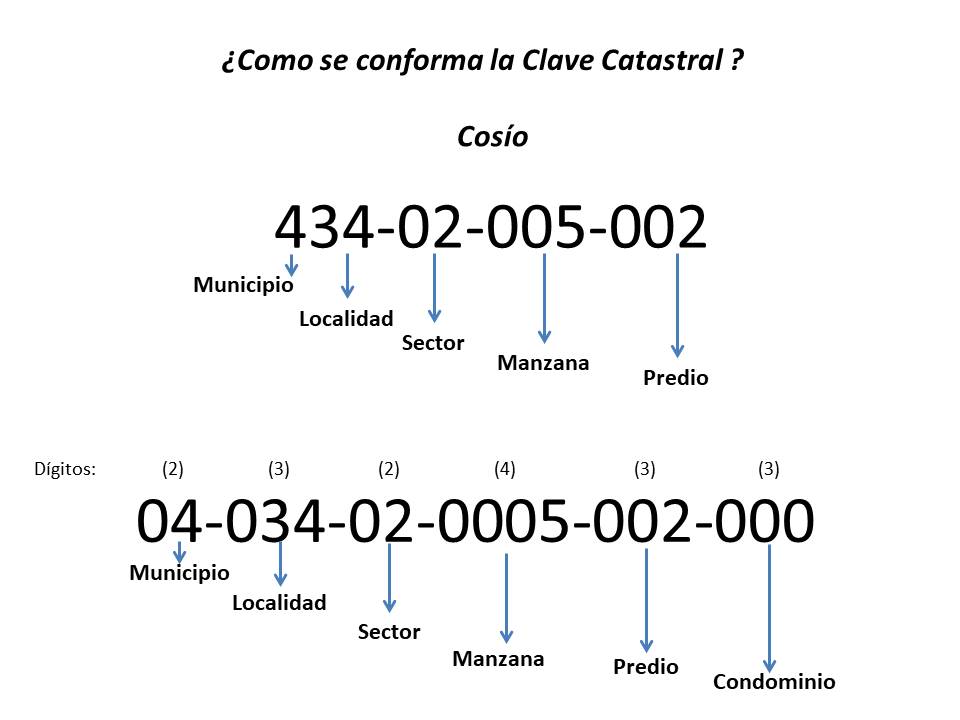 ¿Como se conforma la Clave Catastral ?
Cosío
434-02-005-002
Municipio
Localidad
Sector
Manzana
Predio
Dígitos: (2) (3) (2) (4) (3) (3)
04-034-02-0005-002-000
Municipio
Localidad
Sector
Manzana
Predio
Condominio